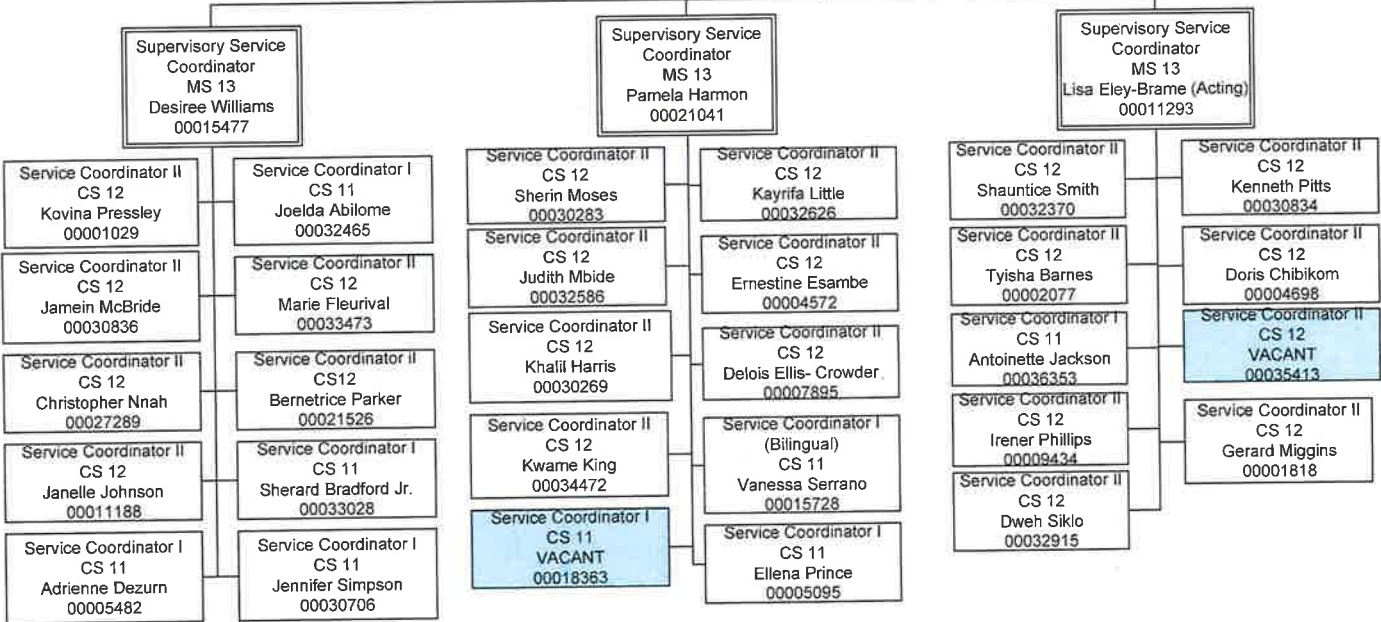 Supervisory Service
Coordinator
MS 13
Desiree Williams
00015477
Service Coordinator II
CS 12
Kovina Pressley
00001029
Service Coordinator I
CS 11
Joelda Abilome
00032465
Service Coordinator II
CS 12
Jamein McBride
00030836
Service Coordinator II
CS 12
Marie Fleurival
00033473
Service Coordinator II
CS 12
Christopher Nnah
00027289
Service Coordinator II
CS12
Bernetrice Parker
00021526
Service Coordinator II
CS 12
Janelle Johnson
00011188
Service Coordinator I
CS 11
Sherard Bradford Jr.
00033028
Service Coordinator I
CS 11
Adrienne Dezurn
00005482
Service Coordinator I
CS 11
Jennifer Simpson
00030706
Supervisory Service
Coordinator
MS 13
Pamela Harmon
00021041
Service Coordinator II
CS 12
Sherin Moses
00030283
Service Coordinator II
CS 12
Kayrifa Little
00032626
Service Coordinator II
CS 12
Judith Mbide
00032586
Service Coordinator II
CS 12
Ernestine Esambe
00004572
Service Coordinator II
CS 12
Khalil Harris
00030269
Service Coordinator II
CS 12
Delois Ellis- Crowder
00007895
Service Coordinator II
CS 12
Kwame King
00034472
Service Coordinator I
(Bilingual)
CS 11
Vanessa Serrano
00015728
Service Coordinator I
CS 11
VACANT
00018363
Service Coordinator I
CS 11
Ellena Prince
00005095
Supervisory Service
Coordinator
MS 13
Lisa Eley-Brame (Acting)
00011293
Service Coordinator II
CS 12
Shauntice Smith
00032370
Service Coordinator II
CS 12
Kenneth Pitts
00030834
Service Coordinator II
CS 12
Tyisha Barnes
00002077
Service Coordinator II
CS 12
Doris Chibikom
00004698
Service Coordinator I
CS 11
Antoinette Jackson
00036353
Service Coordinator II
CS 12
VACANT
00035413
Service Coordinator II
CS 12
Irener Phillips
00009434
Service Coordinator II
CS 12
Gerard Miggins
00001818
Service Coordinator II
CS 12
Dweh Siklo
00032915